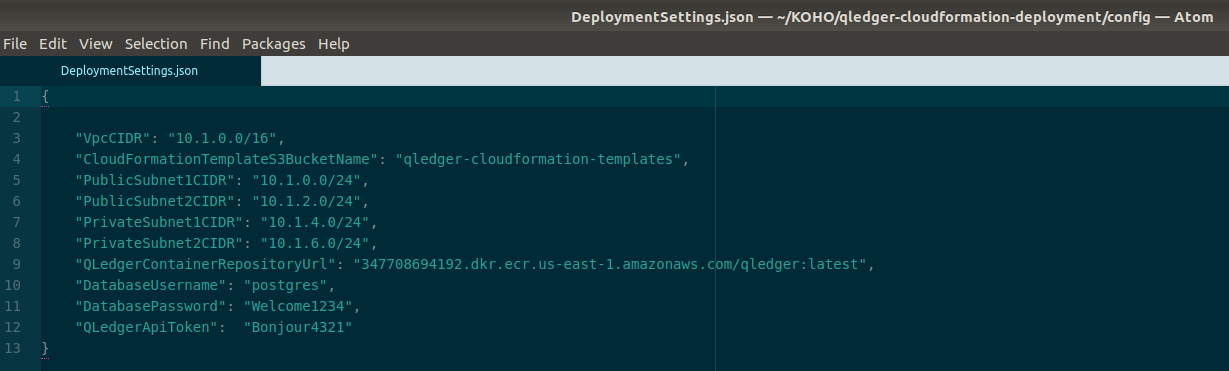 DeploymentSettings.json — ~/KOHO/qledger-cloudformation-deployment/config — Atom
File Edit View Selection Find Packages Help
DeploymentSettings.json
1 {
2
3 "VpcCIDR": "10.1.0.0/16",
4 "CloudFormationTemplateS3BucketName": "qledger-cloudformation-templates",
5 "PublicSubnet1CIDR": "10.1.0.0/24",
6 "PublicSubnet2CIDR": "10.1.2.0/24",
7 "PrivateSubnet1CIDR": "10.1.4.0/24",
8 "PrivateSubnet2CIDR": "10.1.6.0/24",
9 "QLedgerContainerRepositoryUrl": "347708694192.dkr.ecr.us-east-1.amazonaws.com/qledger:latest",
10 "DatabaseUsername": "postgres",
11 "DatabasePassword": "Welcome1234",
12 "QLedgerApiToken":  "Bonjour4321"
13 }